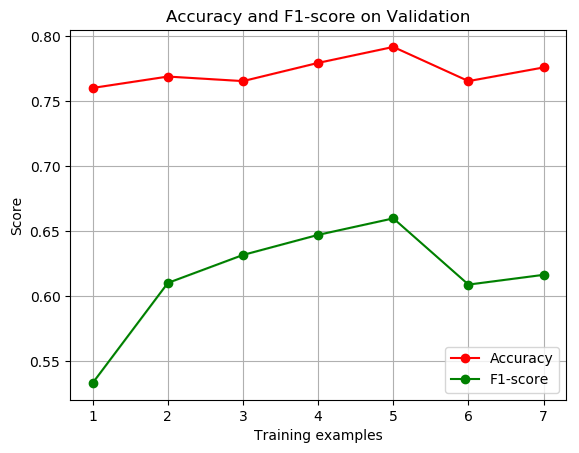 Accuracy and F1-score on Validation
0.80
0.75
0.70
0.65
0.60
0.55
Score
1 2 3 4 5 6 7
Training examples
Accuracy
F1-score